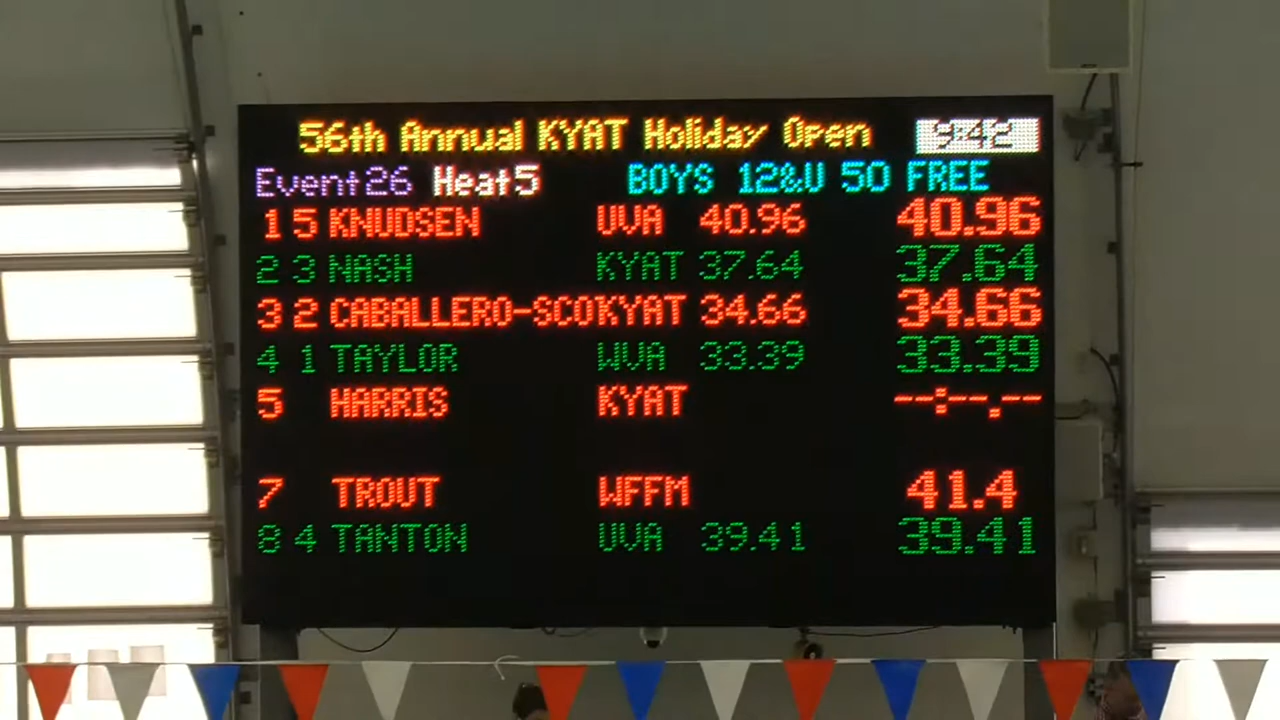 56th Annual KYAT Holiday Open 9:42
Event26 Heat5 BOYS 12&U 50 FREE
1 5 KNUDSEN UVA 40.96 40.96
2 3 NASH KYAT 37.64 37.64
3 2 CABALLERO-SCOKYAT 34.66 34.66
4 1 TAYLOR WVA 33.39 33.39
5 HARRIS KYAT --:--.--
7 TROUT WFFM 41.4
8 4 TANTON UVA 39.41 39.41